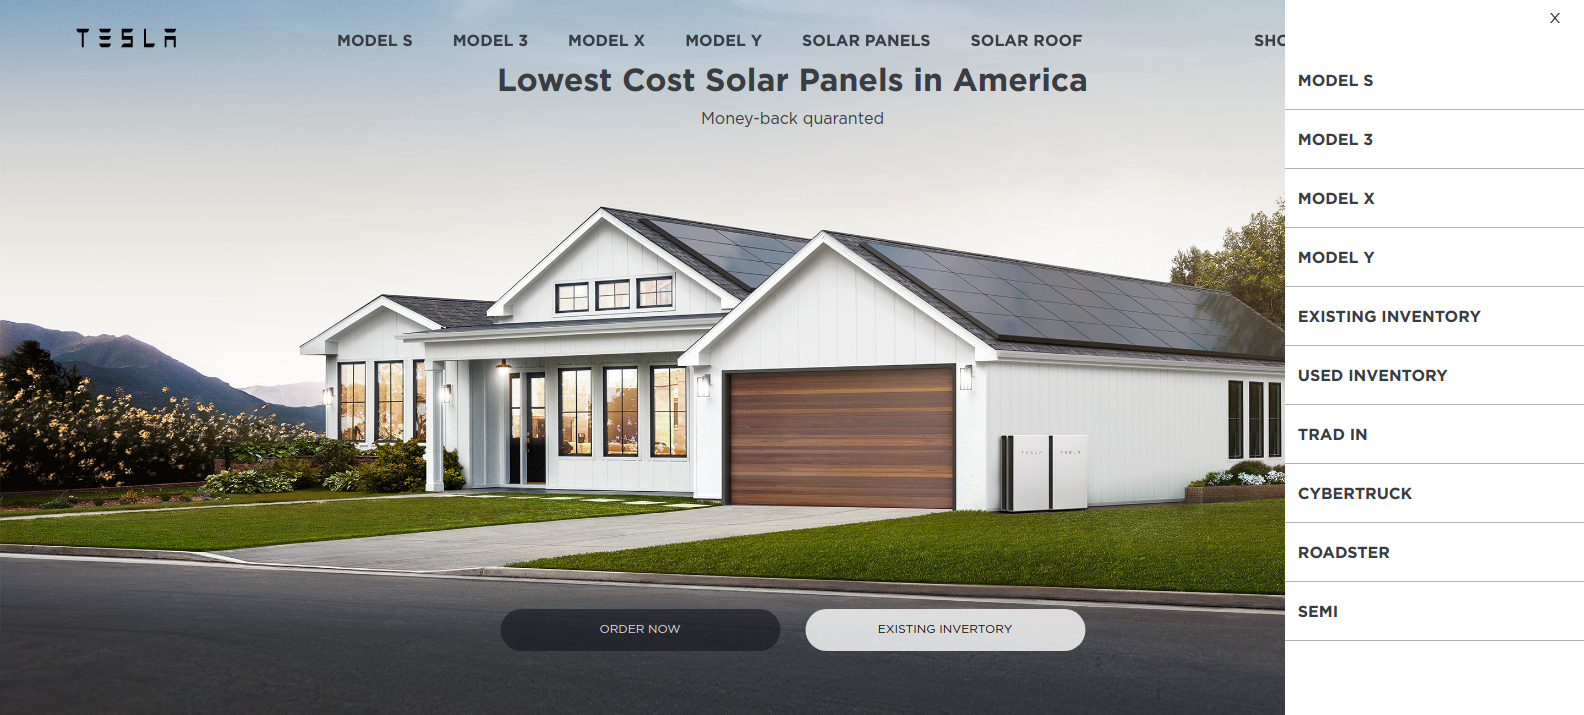 TESLA
MODEL S MODEL 3 MODEL X MODEL Y SOLAR PANELS SOLAR ROOF SHO
X
Lowest Cost Solar Panels in America
Money-back quaranted
TESLA TESLA
ORDER NOW
EXISTING INVERTORY
MODEL S
MODEL 3
MODEL X
MODEL Y
EXISTING INVENTORY
USED INVENTORY
TRAD IN
CYBERTRUCK
ROADSTER
SEMI